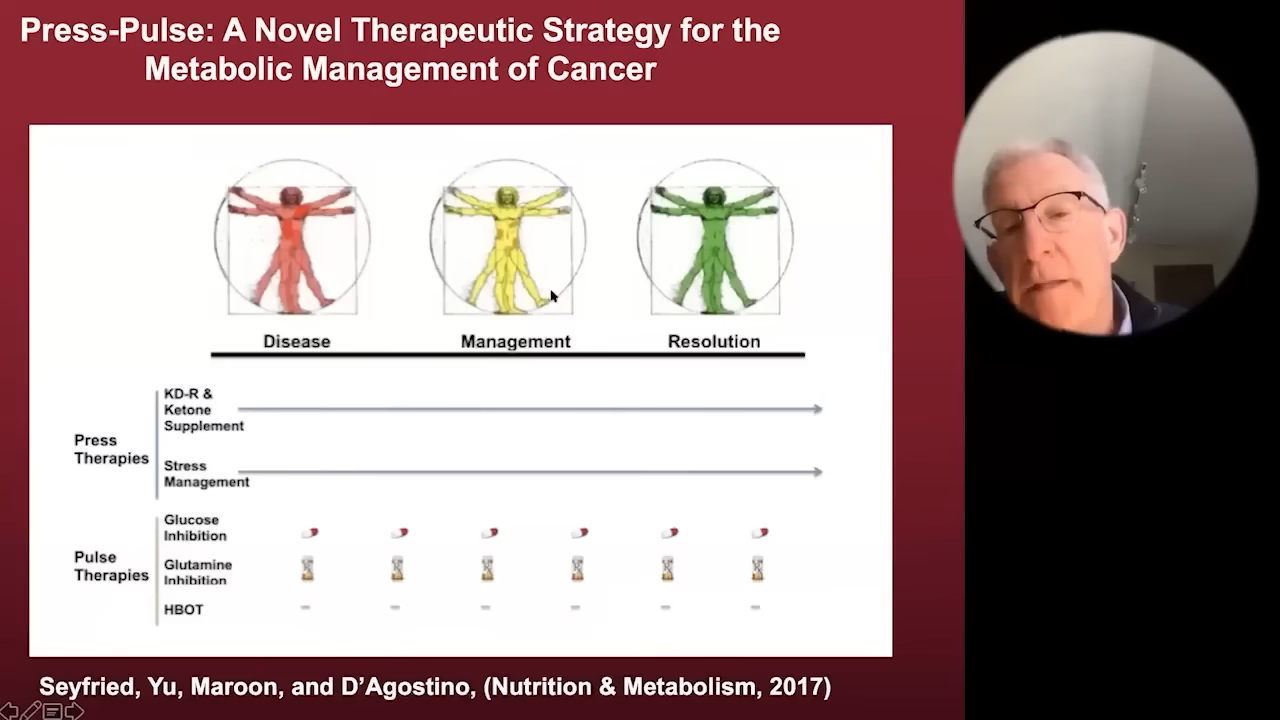 Press-Pulse: A Novel Therapeutic Strategy for the
Metabolic Management of Cancer
Disease
Management
Resolution
Press
Therapies
KD-R &
Ketone
Supplement
Stress
Management
Pulse
Therapies
Glucose
Inhibition
Glutamine
Inhibition
HBOT
Seyfried, Yu, Maroon, and D'Agostino, (Nutrition & Metabolism, 2017)